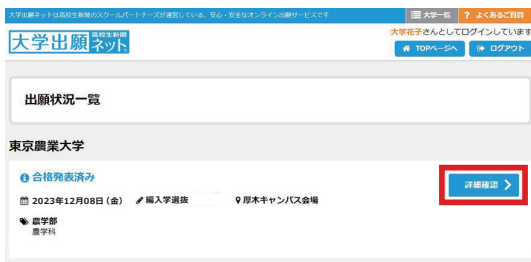 大学出願ネットは高校生新聞のスクールパートナーズが運営している、安心・安全なオンライン出願サービスです
大学一覧 ? よくあるご質問
大学出願 高校生新聞 ネット
大学花子さんとしてログインしています
TOPページへ ログアウト
出願状況一覧
東京農業大学
合格発表済み
詳細確認
2023年12月08日(金) 編入学選抜 厚木キャンパス会場
農学部
農学科